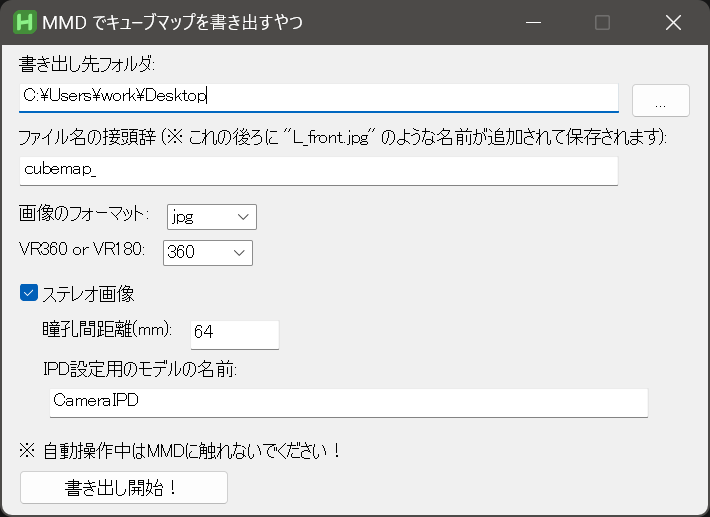 MMD でキューブマップを書き出すやつ
書き出し先フォルダ:
C:¥Users¥work¥Desktop
...
ファイル名の接頭辞 (※ これの後ろに "L_front.jpg" のような名前が追加されて保存されます):
cubemap_
画像のフォーマット: jpg
VR360 or VR180: 360
ステレオ画像
瞳孔間距離(mm): 64
IPD設定用のモデルの名前:
CameraIPD
※ 自動操作中はMMDに触れないでください！
書き出し開始！